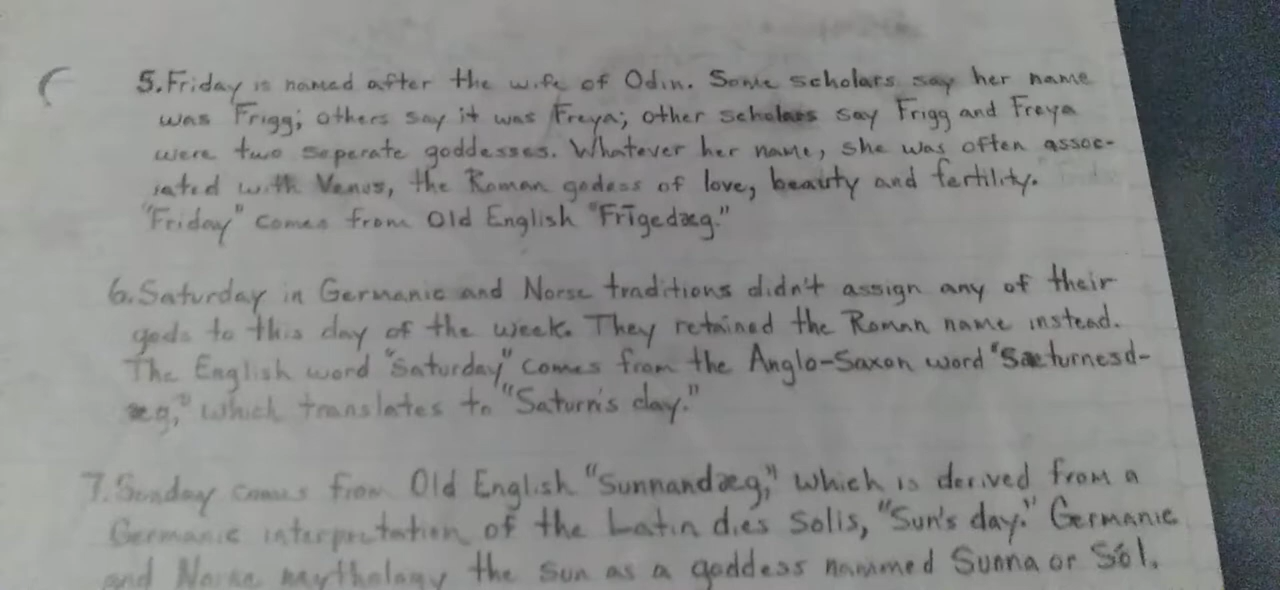 5. Friday is named after the wife of Odin. Some scholars say her name
was Frigg; others say it was Freya; other scholars say Frigg and Freya
were two seperate goddesses. Whatever her name, she was often assoc-
iated with Venus, the Roman godess of love, beauty and fertility.
"Friday" comes from Old English "Frīgedæg."
6. Saturday in Germanic and Norse traditions didn't assign any of their
gods to this day of the week. They retained the Roman name instead.
The English word "Saturday" comes from the Anglo-Saxon word "Sæturnesd-
æg," which translates to "Saturn's day."
7. Sunday comes from Old English "Sunnandæg," which is derived from a
Germanic interpretation of the Latin dies solis, "Sun's day." Germanic
and Norse mythology the sun as a goddess nammed Sunna or Sól.